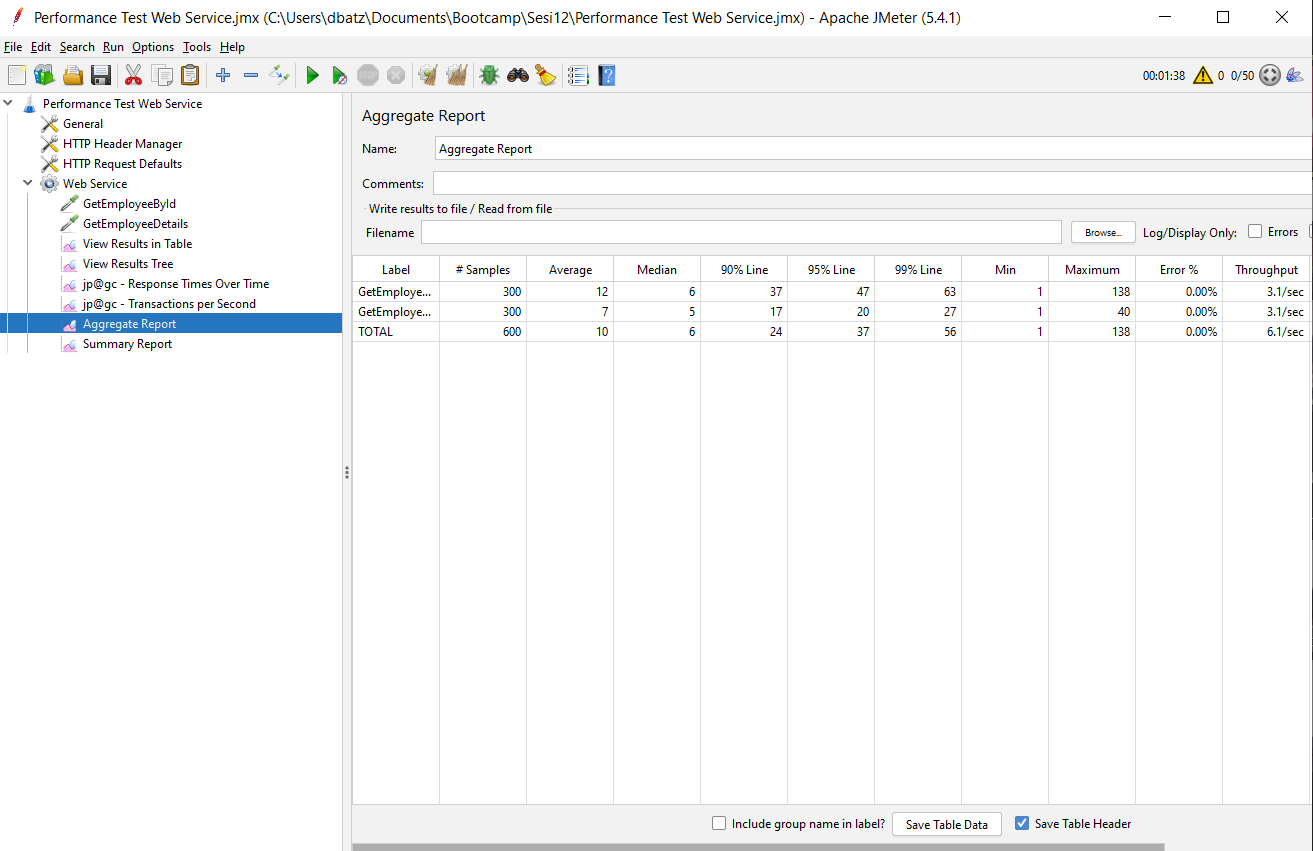 Performance Test Web Service.jmx (C:\Users\dbatz\Documents\Bootcamp\Sesi12\Performance Test Web Service.jmx) - Apache JMeter (5.4.1)
File Edit Search Run Options Tools Help
STOP
00:01:38 0 0/50
Performance Test Web Service
General
HTTP Header Manager
HTTP Request Defaults
Web Service
GetEmployeeById
GetEmployeeDetails
View Results in Table
View Results Tree
jp@gc - Response Times Over Time
jp@gc - Transactions per Second
Aggregate Report
Summary Report
Aggregate Report
Name: Aggregate Report
Comments:
Write results to file / Read from file
Filename Browse... Log/Display Only: Errors
Label # Samples Average Median 90% Line 95% Line 99% Line Min Maximum Error % Throughput
GetEmploye... 300 12 6 37 47 63 1 138 0.00% 3.1/sec
GetEmploye... 300 7 5 17 20 27 1 40 0.00% 3.1/sec
TOTAL 600 10 6 24 37 56 1 138 0.00% 6.1/sec
Include group name in label? Save Table Data Save Table Header